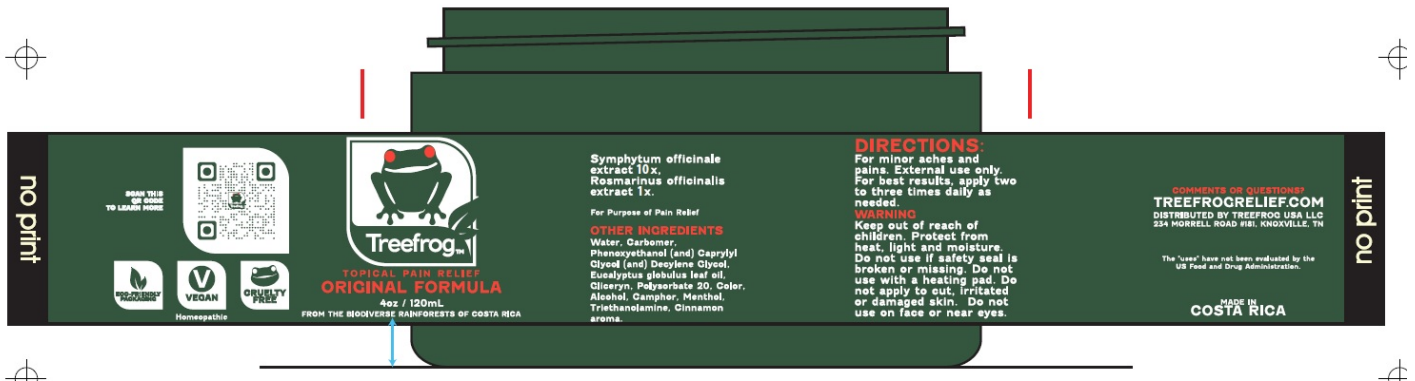 no print
SCAN THIS
QR CODE
TO LEARN MORE
ECO-FRIENDLY
PACKAGING
V
VEGAN
CRUELTY
FREE
Homeopathic
Treefrog™
TOPICAL PAIN RELIEF
ORIGINAL FORMULA
4oz / 120mL
FROM THE BIODIVERSE RAINFORESTS OF COSTA RICA
Symphytum officinale
extract 10x,
Rosmarinus officinalis
extract 1x.
For Purpose of Pain Relief
OTHER INGREDIENTS
Water, Carbomer,
Phenoxyethanol (and) Caprylyl
Glycol (and) Decylene Glycol,
Eucalyptus globulus leaf oil,
Gliceryn, Polysorbate 20, Color,
Alcohol, Camphor, Menthol,
Triethanolamine, Cinnamon
aroma.
DIRECTIONS:
For minor aches and
pains. External use only.
For best results, apply two
to three times daily as
needed.
WARNING
Keep out of reach of
children. Protect from
heat, light and moisture.
Do not use if safety seal is
broken or missing. Do not
use with a heating pad. Do
not apply to cut, irritated
or damaged skin. Do not
use on face or near eyes.
COMMENTS OR QUESTIONS?
TREEFROGRELIEF.COM
DISTRIBUTED BY TREEFROG USA LLC
234 MORRELL ROAD #181, KNOXVILLE, TN
The "uses" have not been evaluated by the
US Food and Drug Administration.
MADE IN
COSTA RICA
no print